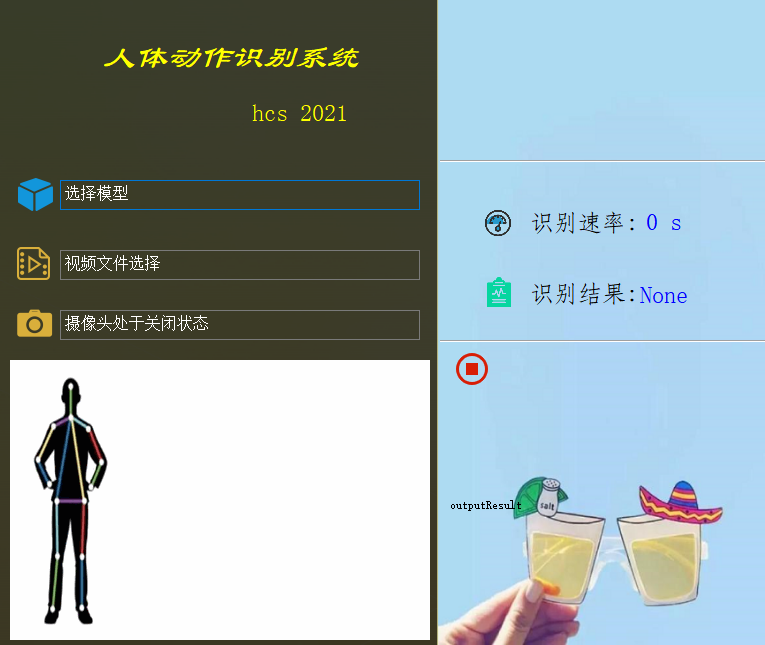 人体动作识别系统
hcs 2021
选择模型
视频文件选择
摄像头处于关闭状态
识别速率: 0 s
识别结果:None
outputResult
salt